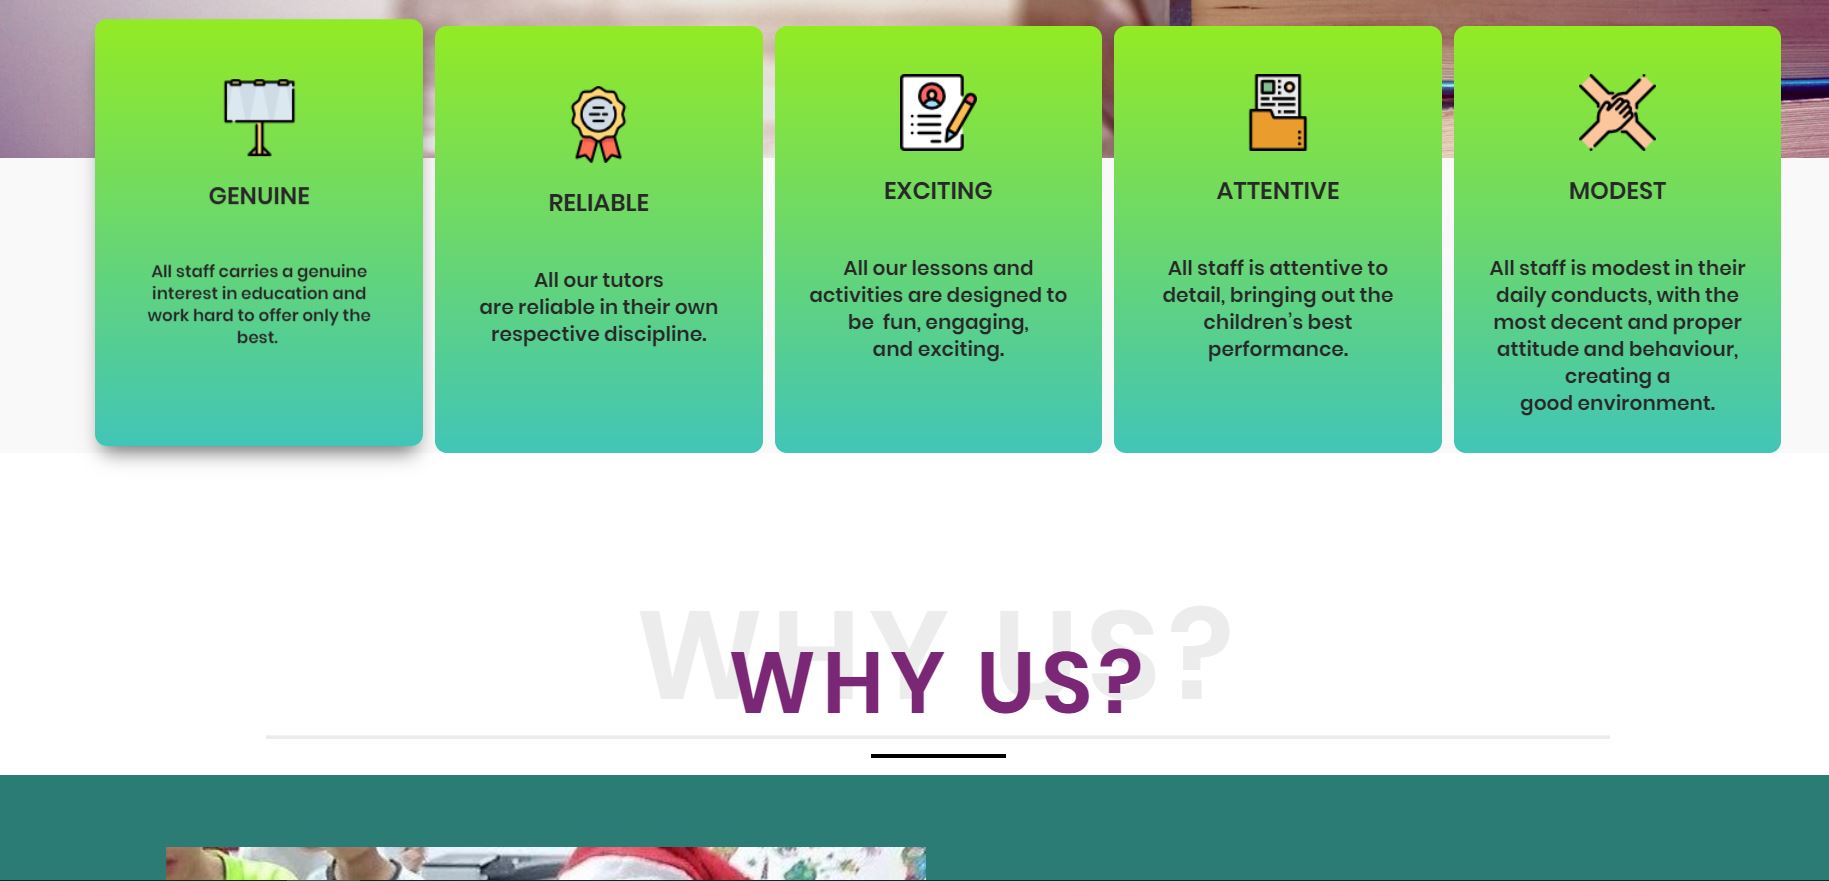 GENUINE
All staff carries a genuine
interest in education and
work hard to offer only the
best.
RELIABLE
All our tutors
are reliable in their own
respective discipline.
EXCITING
All our lessons and
activities are designed to
be fun, engaging,
and exciting.
ATTENTIVE
All staff is attentive to
detail, bringing out the
children's best
performance.
MODEST
All staff is modest in their
daily conducts, with the
most decent and proper
attitude and behaviour,
creating a
good environment.
WHY US?
WHY US?